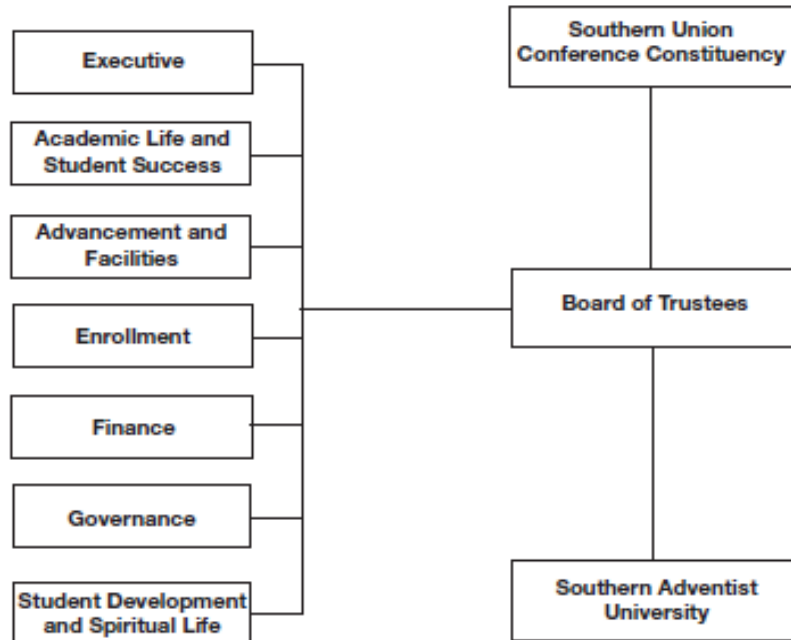 Executive
Academic Life and
Student Success
Advancement and
Facilities
Enrollment
Finance
Governance
Student Development
and Spiritual Life
Southern Union
Conference Constituency
Board of Trustees
Southern Adventist
University